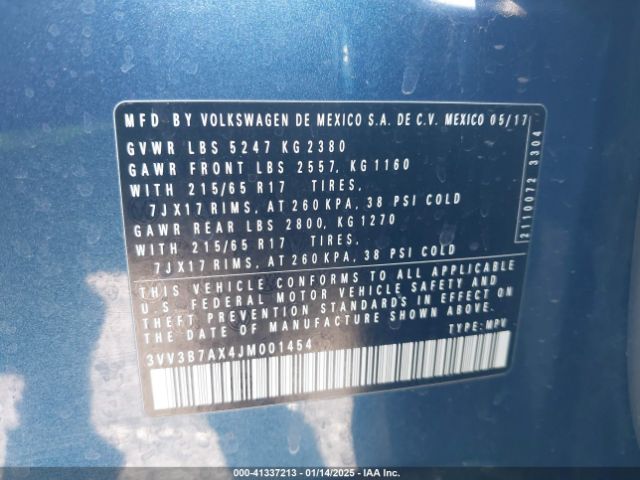 MFD BY VOLKSWAGEN DE MEXICO S.A. DE C.V. MEXICO 05/17
GVWR LBS 5247 KG 2380
GAWR FRONT LBS 2557, KG 1160
WITH 215/65 R17 TIRES,
7JX17 RIMS, AT 260 KPA, 38 PSI COLD
GAWR REAR LBS 2800, KG 1270
WITH 215/65 R17 TIRES,
7JX17 RIMS, AT 260 KPA, 38 PSI COLD
THIS VEHICLE CONFORMS TO ALL APPLICABLE
U.S. FEDERAL MOTOR VEHICLE SAFETY AND
THEFT PREVENTION STANDARDS IN EFFECT ON
THE DATE OF MANUFACTURE SHOWN ABOVE.
3VV3B7AX4JM001454 TYPE: MPV
2110072 3304
000-41337213 - 01/14/2025 - IAA Inc.